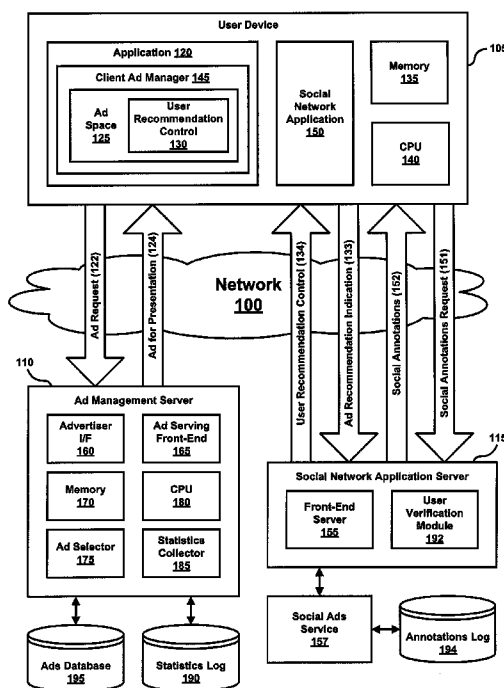 User Device
105
Application 120
Client Ad Manager 145
Ad
Space
125
User
Recommendation
Control
130
Social
Network
Application
150
Memory
135
CPU
140
Network
100
Ad Request (122)
Ad for Presentation (124)
User Recommendation Control (134)
Ad Recommendation Indication (133)
Social Annotations (152)
Social Annotations Request (151)
110
Ad Management Server
Advertiser
I/F
160
Ad Serving
Front-End
165
Memory
170
CPU
180
Ad Selector
175
Statistics
Collector
185
Ads Database
195
Statistics Log
190
115
Social Network Application Server
Front-End
Server
155
User
Verification
Module
192
Social Ads
Service
157
Annotations Log
194